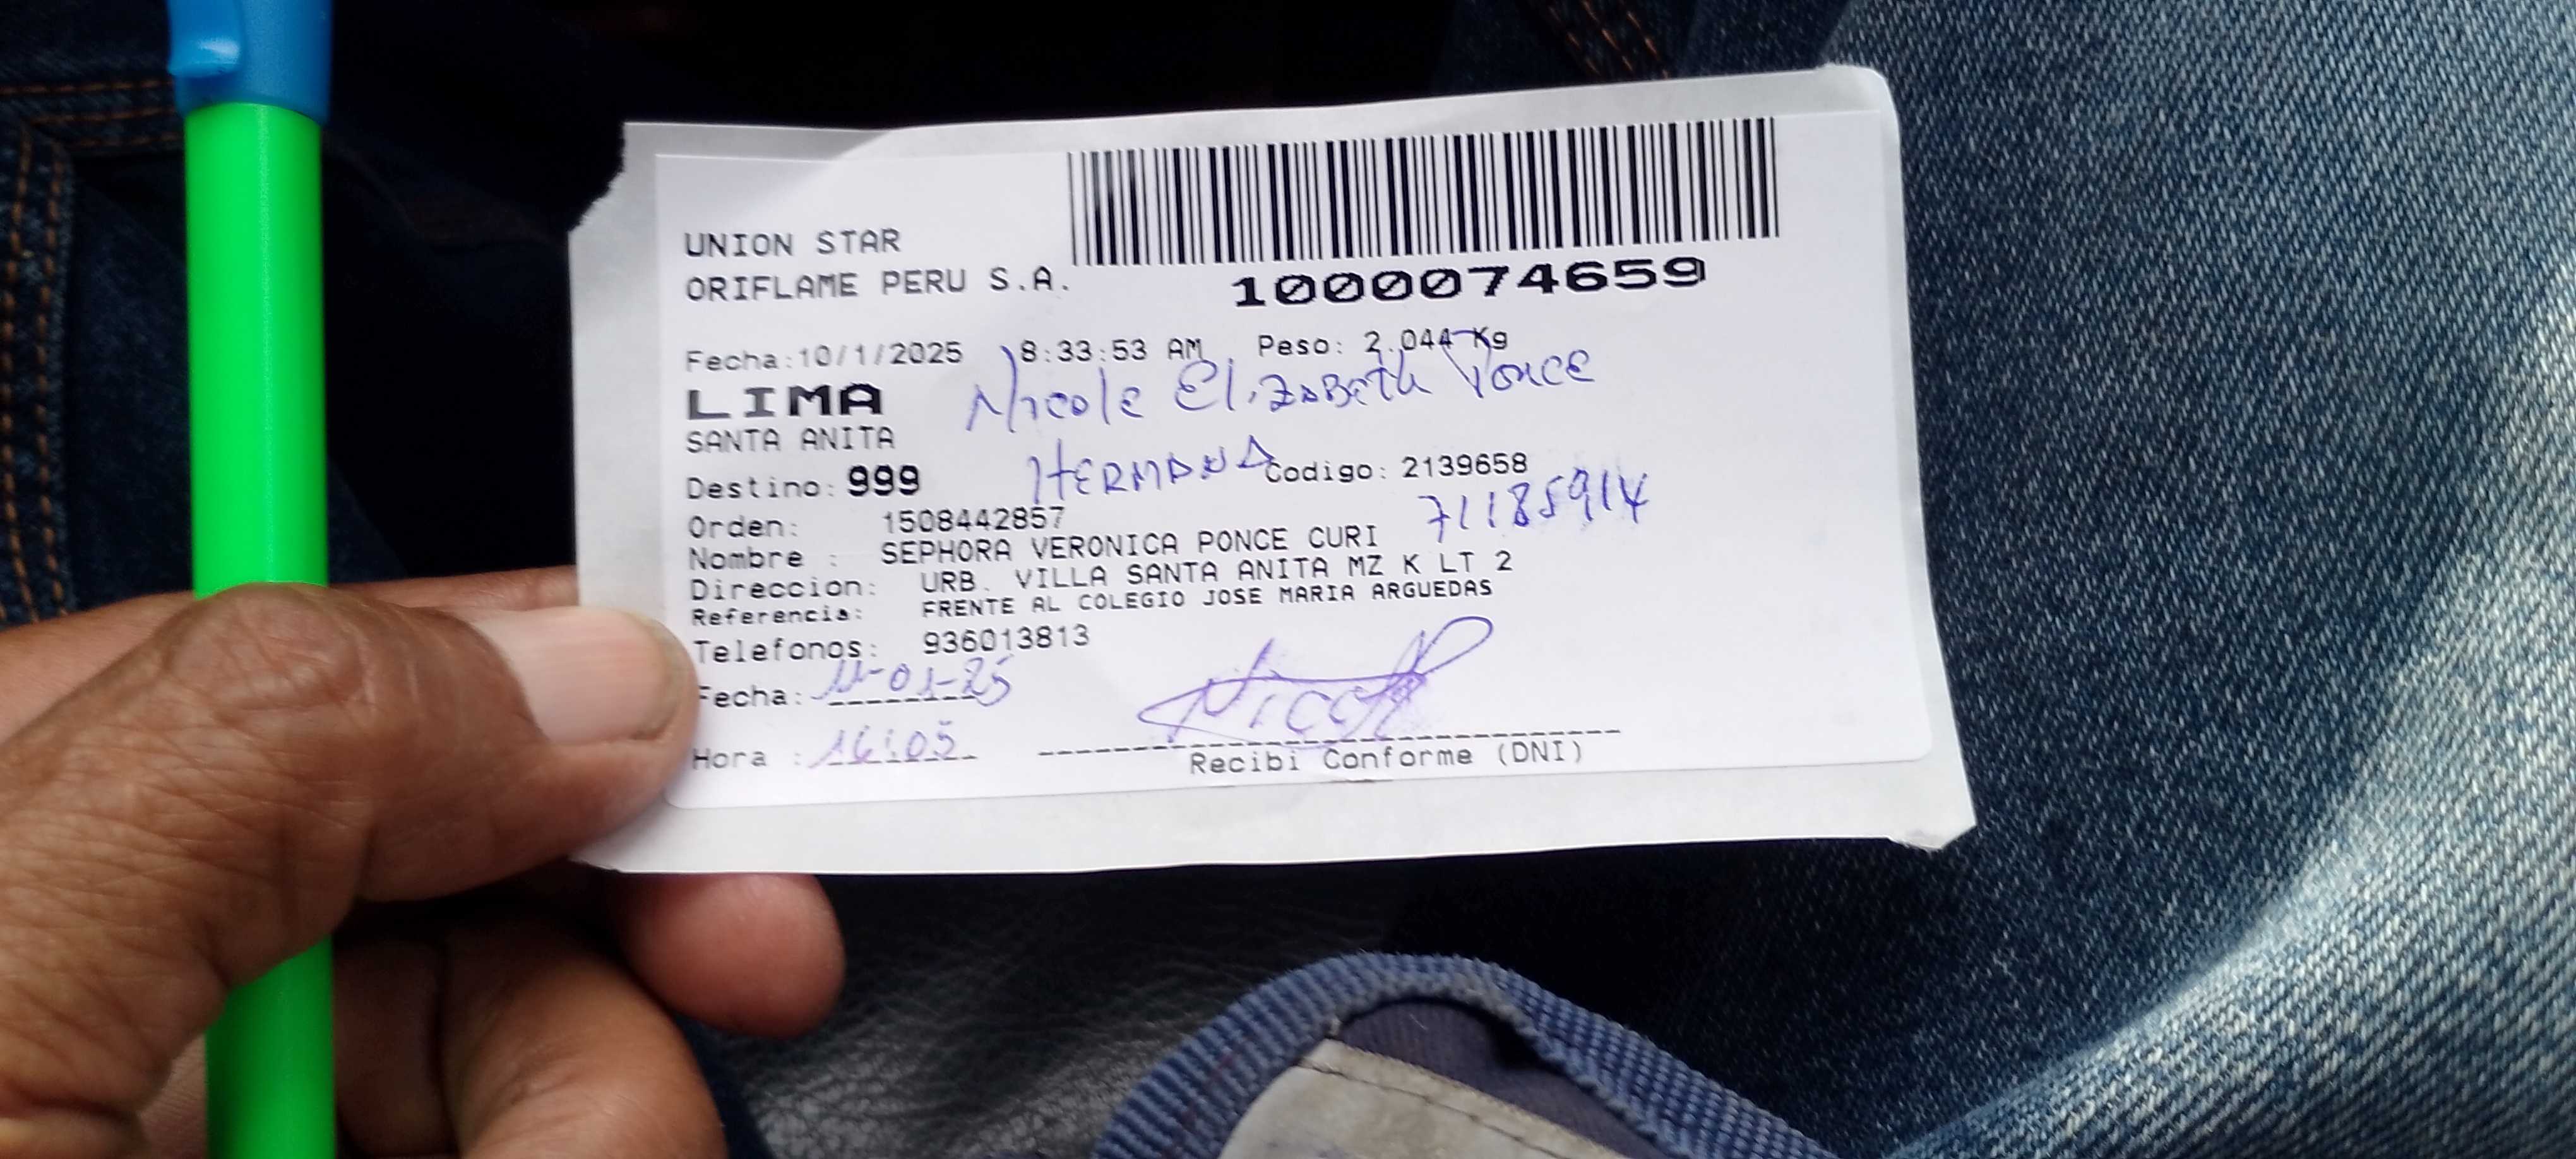 UNION STAR
ORIFLAME PERU S.A.
1000074659
Fecha:10/1/2025 8:33:53 AM Peso: 2.044 Kg
LIMA Nicole Elizabeth Ponce
SANTA ANITA
HERMANA
Destino: 999 Codigo: 2139658
71185914
Orden: 1508442857
Nombre : SEPHORA VERONICA PONCE CURI
Direccion: URB. VILLA SANTA ANITA MZ K LT 2
Referencia: FRENTE AL COLEGIO JOSE MARIA ARGUEDAS
Telefonos: 936013813
Fecha: 11-01-25
Hora : 16:05
Recibi Conforme (DNI)